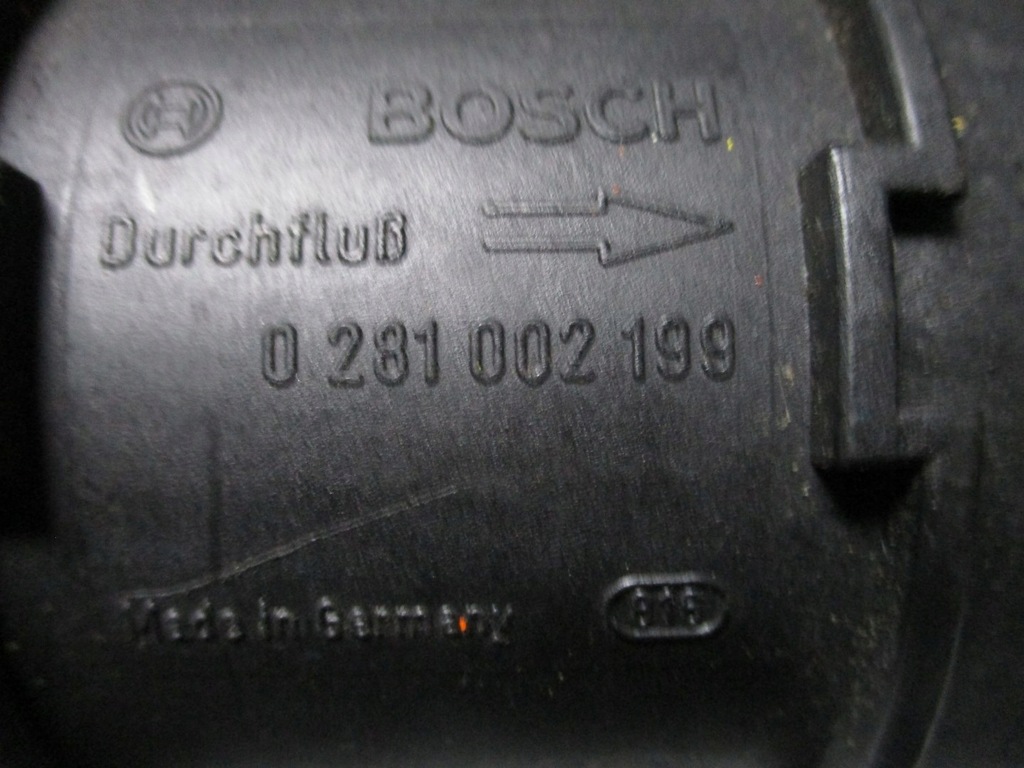 BOSCH
Durchfluß
0 281 002 199
Made in Germany